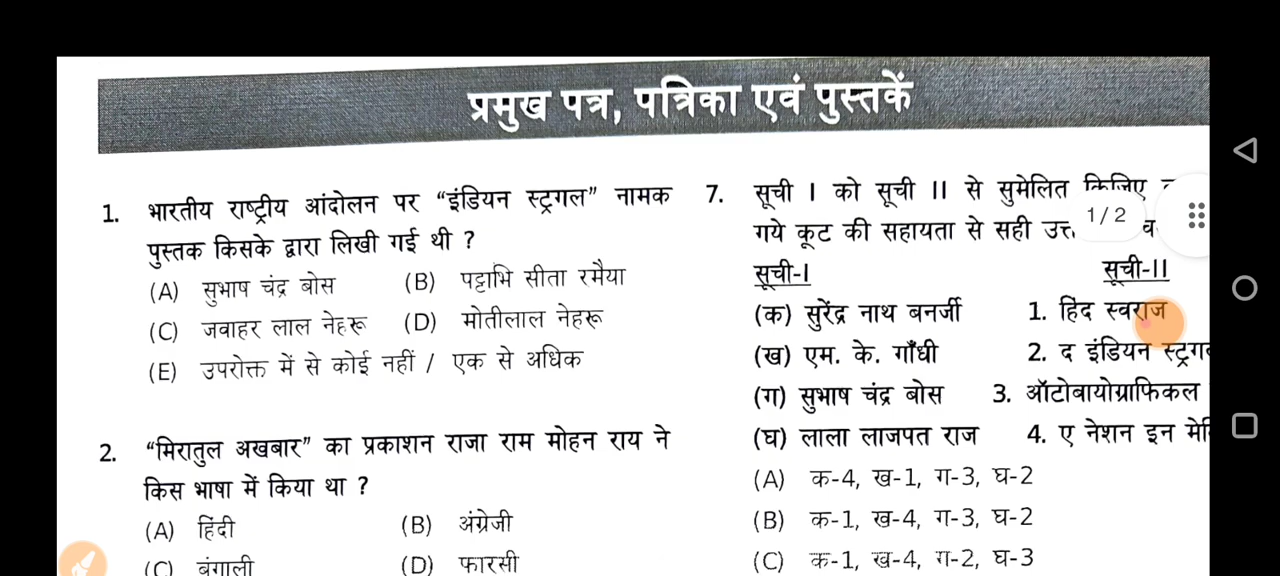 प्रमुख पत्र, पत्रिका एवं पुस्तकें
1. भारतीय राष्ट्रीय आंदोलन पर “इंडियन स्ट्रगल” नामक
पुस्तक किसके द्वारा लिखी गई थी ?
(A) सुभाष चंद्र बोस (B) पट्टाभि सीता रमैया
(C) जवाहर लाल नेहरू (D) मोतीलाल नेहरू
(E) उपरोक्त में से कोई नहीं / एक से अधिक
2. “मिरातुल अखबार” का प्रकाशन राजा राम मोहन राय ने
किस भाषा में किया था ?
(A) हिंदी (B) अंग्रेजी
(C) बंगाली (D) फारसी
7. सूची I को सूची II से सुमेलित किजिए
गये कूट की सहायता से सही
सूची-I सूची-II
(क) सुरेंद्र नाथ बनर्जी 1. हिंद स्वराज
(ख) एम. के. गाँधी 2. द इंडियन
(ग) सुभाष चंद्र बोस 3. ऑटोबायोग्राफिकल
(घ) लाला लाजपत राज 4. ए नेशन इन
(A) क-4, ख-1, ग-3, घ-2
(B) क-1, ख-4, ग-3, घ-2
(C) क-1, ख-4, ग-2, घ-3
1/2